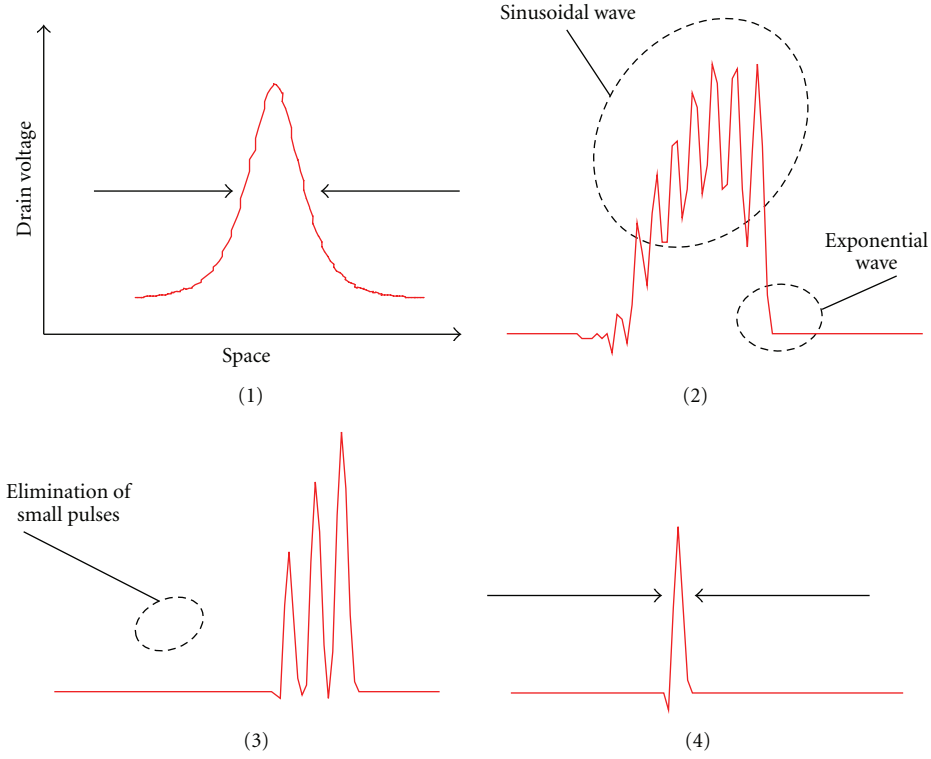 Drain voltage
Space
(1)
Sinusoidal wave
Exponential
wave
(2)
Elimination of
small pulses
(3)
(4)